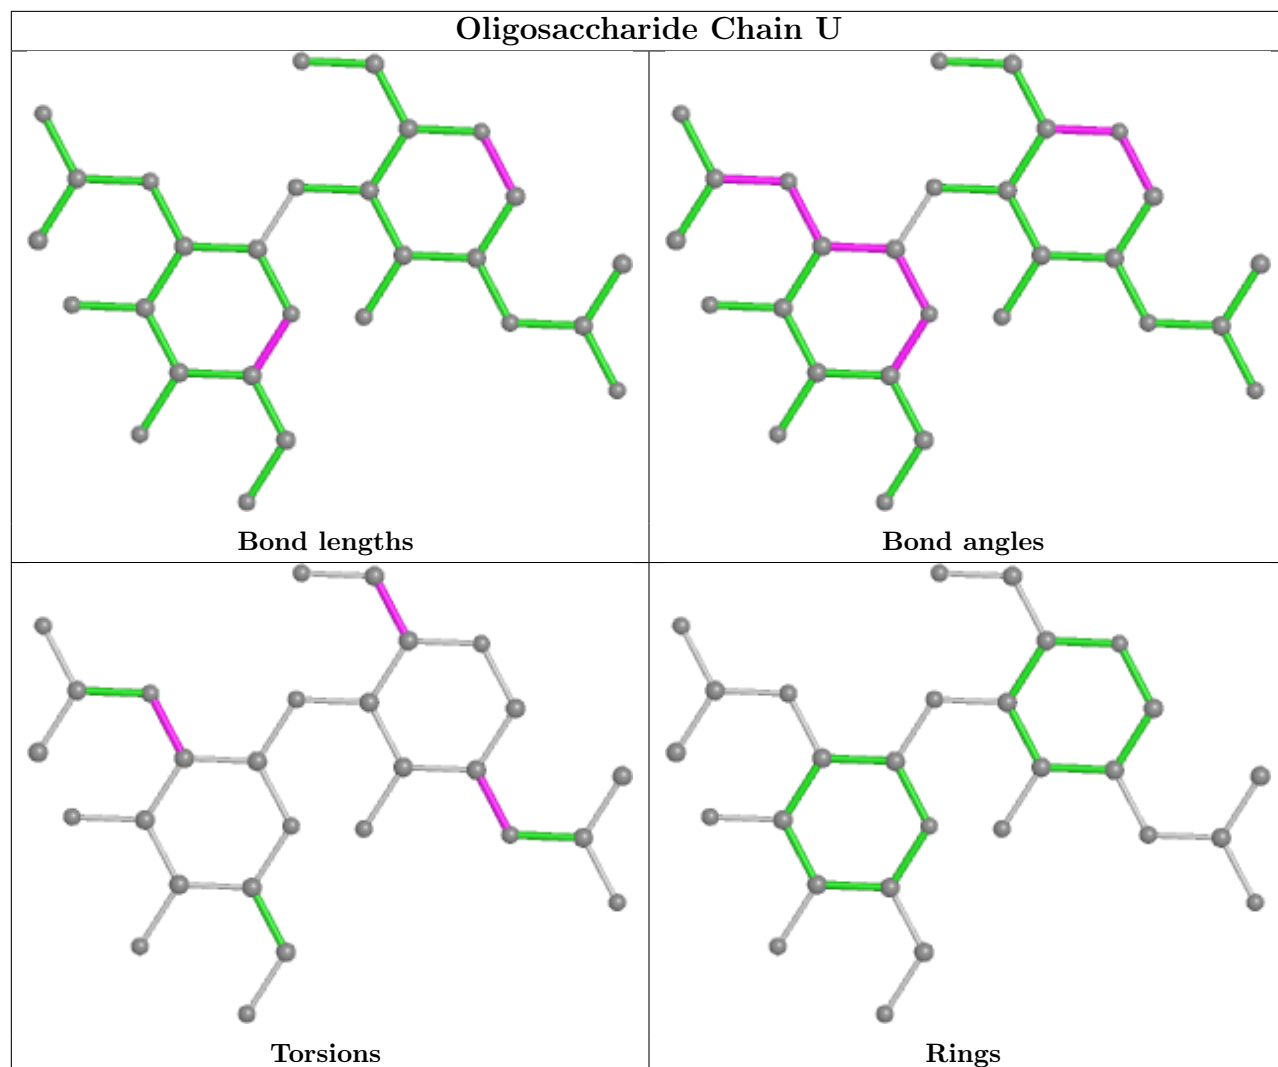 Oligosaccharide Chain U
Bond lengths
Bond angles
Torsions
Rings